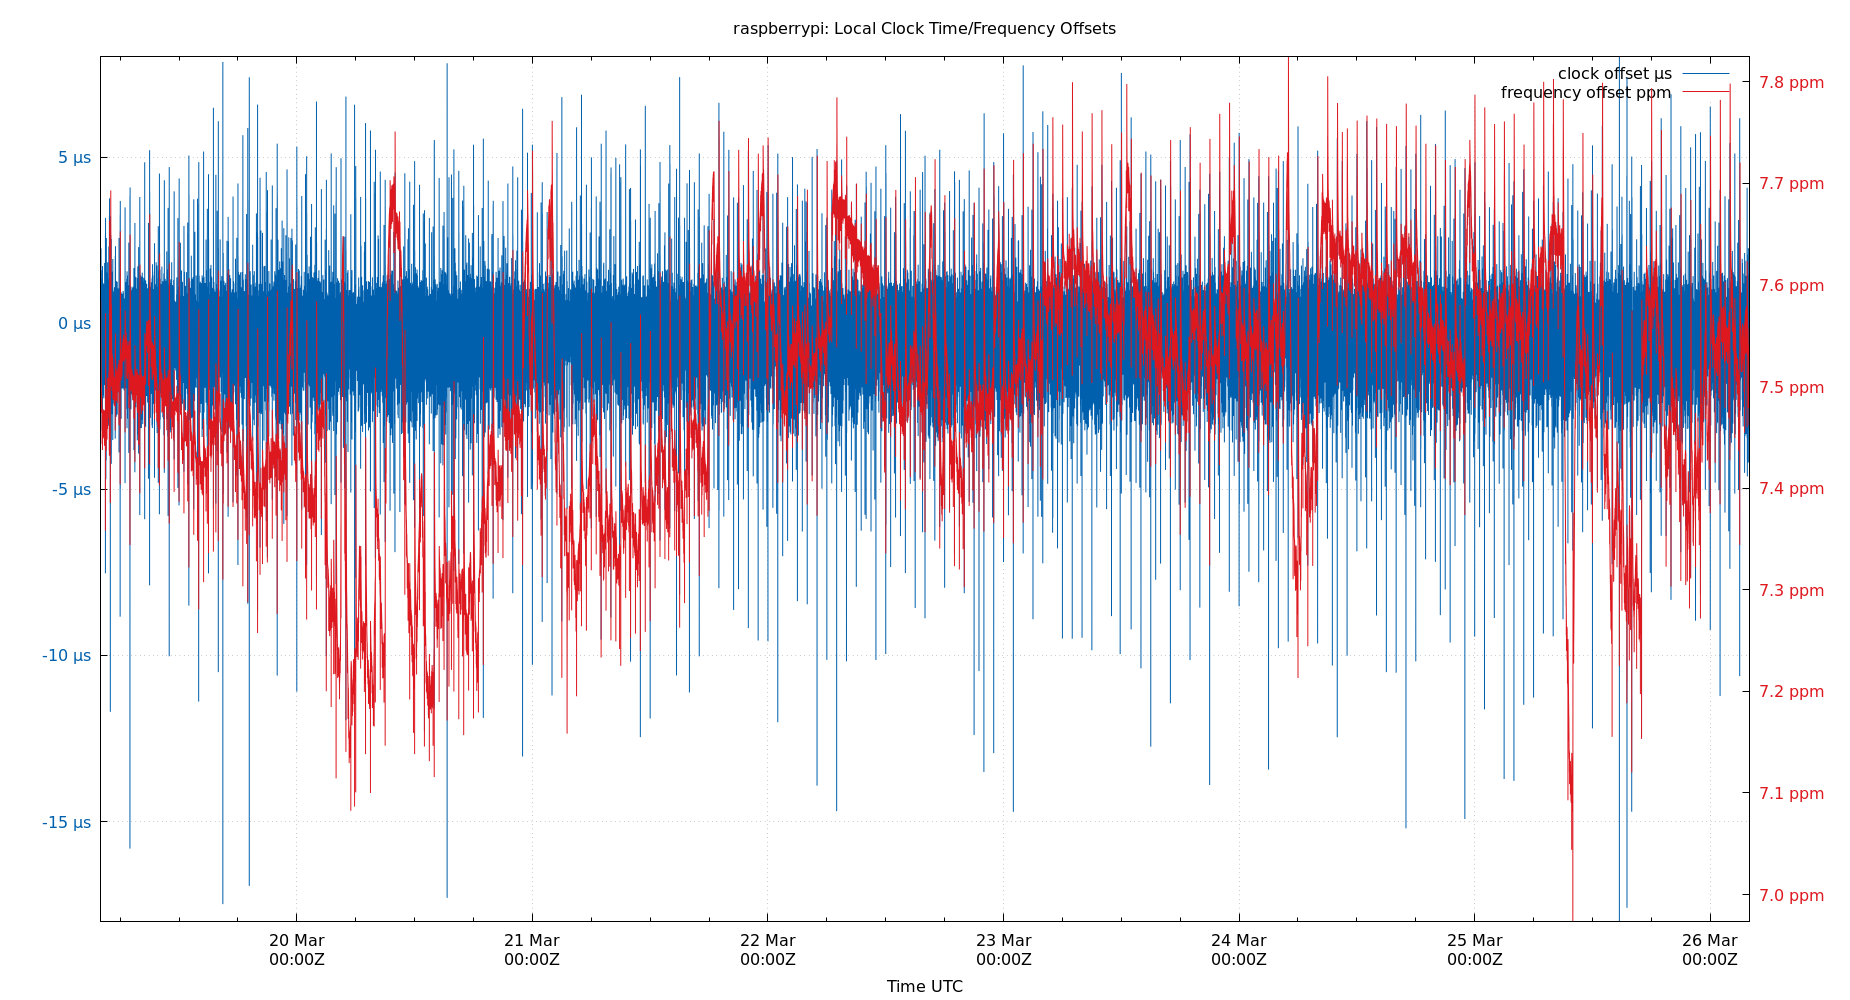 raspberrypi: Local Clock Time/Frequency Offsets
clock offset µs
frequency offset ppm
5 µs
0 µs
-5 µs
-10 µs
-15 µs
7.8 ppm
7.7 ppm
7.6 ppm
7.5 ppm
7.4 ppm
7.3 ppm
7.2 ppm
7.1 ppm
7.0 ppm
20 Mar
00:00Z
21 Mar
00:00Z
22 Mar
00:00Z
23 Mar
00:00Z
24 Mar
00:00Z
25 Mar
00:00Z
26 Mar
00:00Z
Time UTC